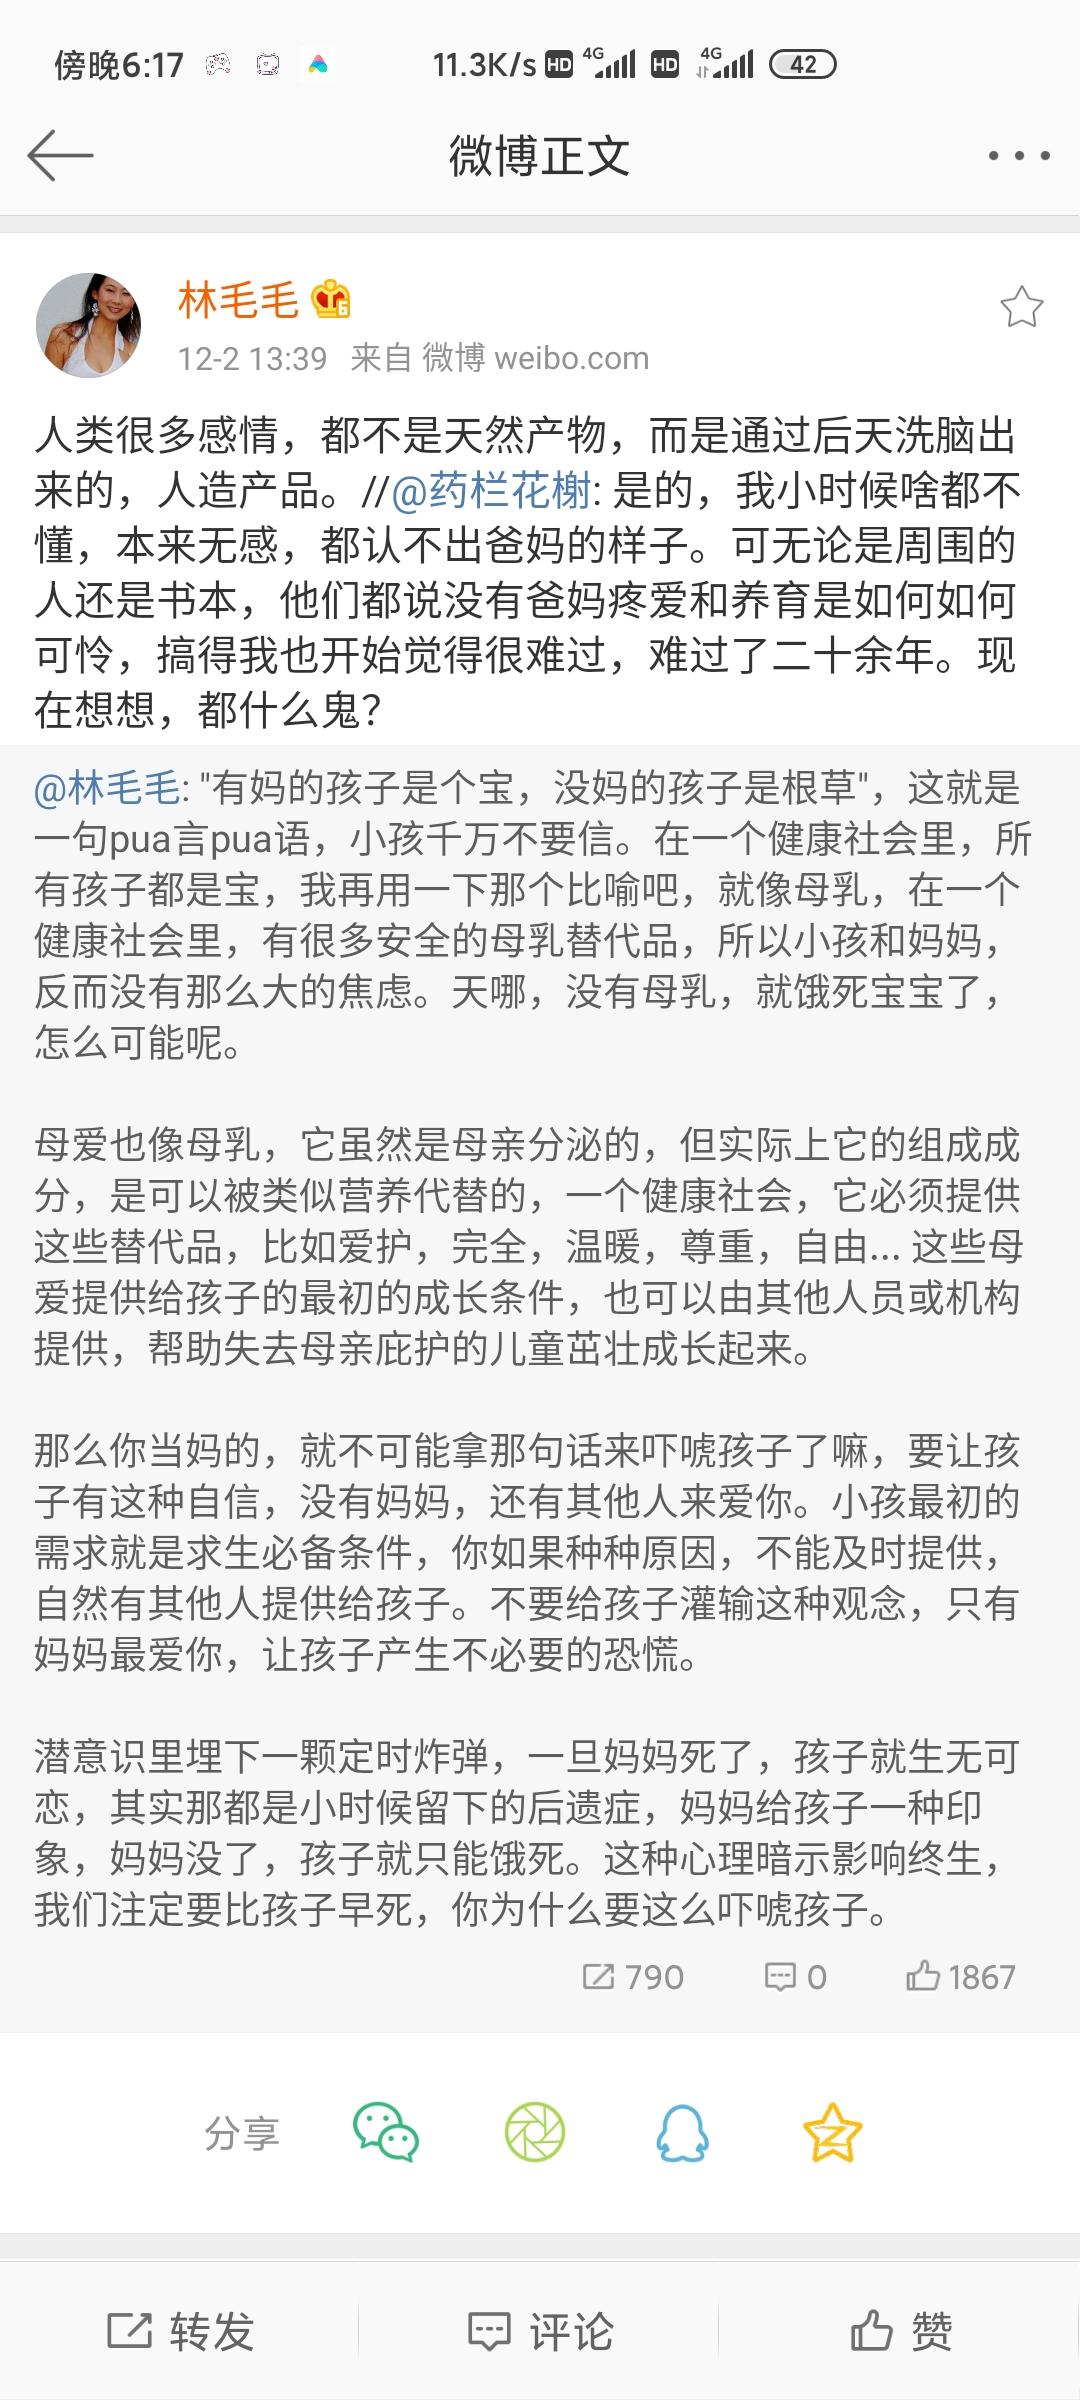 傍晚6:17 11.3K/s HD 4G HD 4G 42
微博正文
林毛毛 6
12-2 13:39 来自 微博 weibo.com
人类很多感情，都不是天然产物，而是通过后天洗脑出
来的，人造产品。//@药栏花榭: 是的，我小时候啥都不
懂，本来无感，都认不出爸妈的样子。可无论是周围的
人还是书本，他们都说没有爸妈疼爱和养育是如何如何
可怜，搞得我也开始觉得很难过，难过了二十余年。现
在想想，都什么鬼？
@林毛毛: "有妈的孩子是个宝，没妈的孩子是根草"，这就是
一句pua言pua语，小孩千万不要信。在一个健康社会里，所
有孩子都是宝，我再用一下那个比喻吧，就像母乳，在一个
健康社会里，有很多安全的母乳替代品，所以小孩和妈妈，
反而没有那么大的焦虑。天哪，没有母乳，就饿死宝宝了，
怎么可能呢。
母爱也像母乳，它虽然是母亲分泌的，但实际上它的组成成
分，是可以被类似营养代替的，一个健康社会，它必须提供
这些替代品，比如爱护，完全，温暖，尊重，自由... 这些母
爱提供给孩子的最初的成长条件，也可以由其他人员或机构
提供，帮助失去母亲庇护的儿童茁壮成长起来。
那么你当妈的，就不可能拿那句话来吓唬孩子了嘛，要让孩
子有这种自信，没有妈妈，还有其他人来爱你。小孩最初的
需求就是求生必备条件，你如果种种原因，不能及时提供，
自然有其他人提供给孩子。不要给孩子灌输这种观念，只有
妈妈最爱你，让孩子产生不必要的恐慌。
潜意识里埋下一颗定时炸弹，一旦妈妈死了，孩子就生无可
恋，其实那都是小时候留下的后遗症，妈妈给孩子一种印
象，妈妈没了，孩子就只能饿死。这种心理暗示影响终生，
我们注定要比孩子早死，你为什么要这么吓唬孩子。
790 0 1867
分享
转发 评论 赞